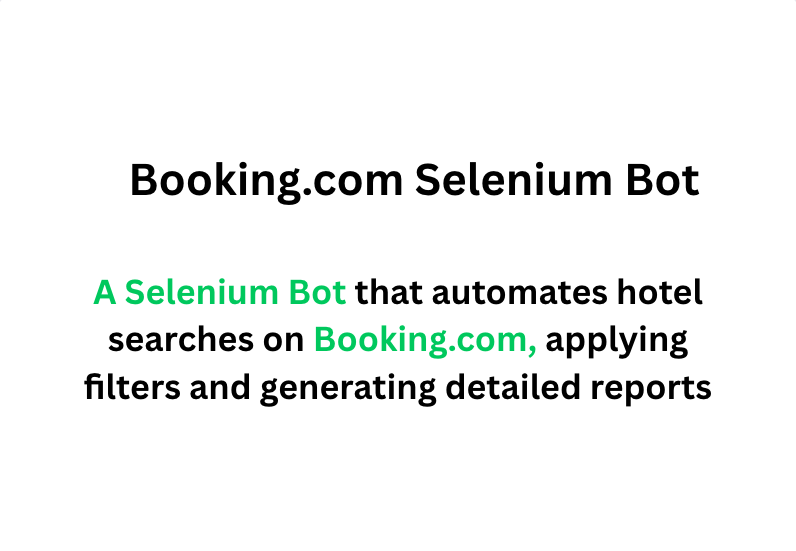 Booking.com Selenium Bot
A Selenium Bot that automates hotel
searches on Booking.com, applying
filters and generating detailed reports